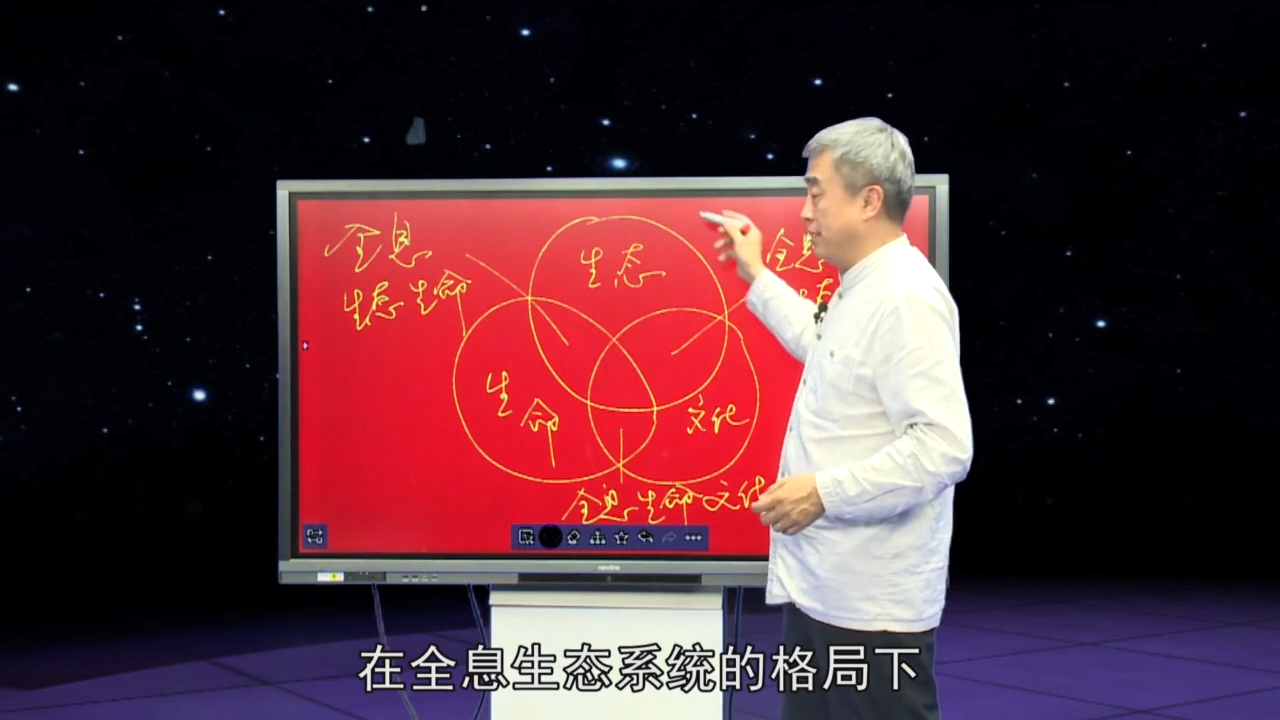 全息
生态生命
生态
全息
生命
文化
全息生命文化
newline
在全息生态系统的格局下